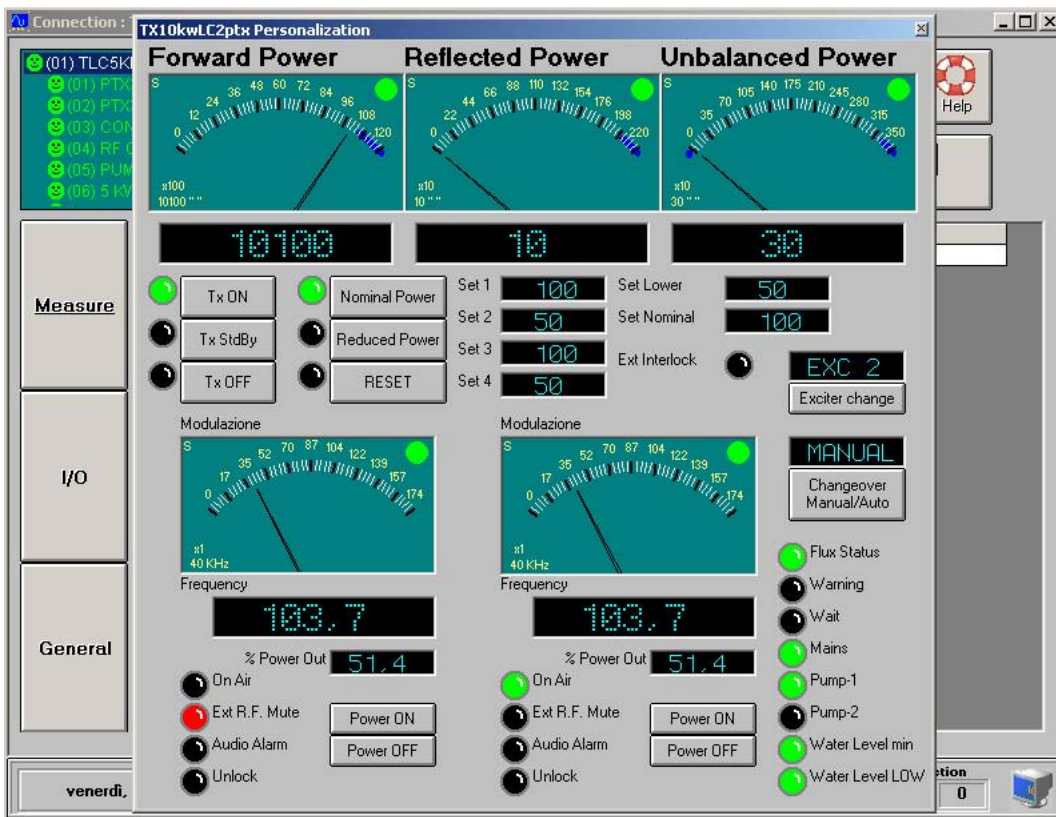 Connection :
TX10kwLC2ptx Personalization
(01) TLC5K
(01) PTX
(02) PTX
(03) CON
(04) RF
(05) PUM
(06) 5 KV
Help
Forward Power Reflected Power Unbalanced Power
S 0 12 24 36 48 60 72 84 96 108 120
x100
10100 " "
S 0 22 44 66 88 110 132 154 176 198 220
x10
10 " "
S 0 35 70 105 140 175 210 245 280 315 350
x10
30 " "
10100 10 30
Measure
I/O
General
Tx ON
Tx StdBy
Tx OFF
Nominal Power
Reduced Power
RESET
Set 1 100
Set 2 50
Set 3 100
Set 4 50
Set Lower 50
Set Nominal 100
Ext Interlock
EXC 2
Exciter change
MANUAL
Changeover
Manual/Auto
Modulazione
S 0 17 35 52 70 87 104 122 139 157 174
x1
40 KHz
Frequency
103,7
% Power Out 51,4
On Air
Ext R.F. Mute
Audio Alarm
Unlock
Power ON
Power OFF
Modulazione
S 0 17 35 52 70 87 104 122 139 157 174
x1
40 KHz
Frequency
103,7
% Power Out 51,4
On Air
Ext R.F. Mute
Audio Alarm
Unlock
Power ON
Power OFF
Flux Status
Warning
Wait
Mains
Pump-1
Pump-2
Water Level min
Water Level LOW
venerdì,
ction
0